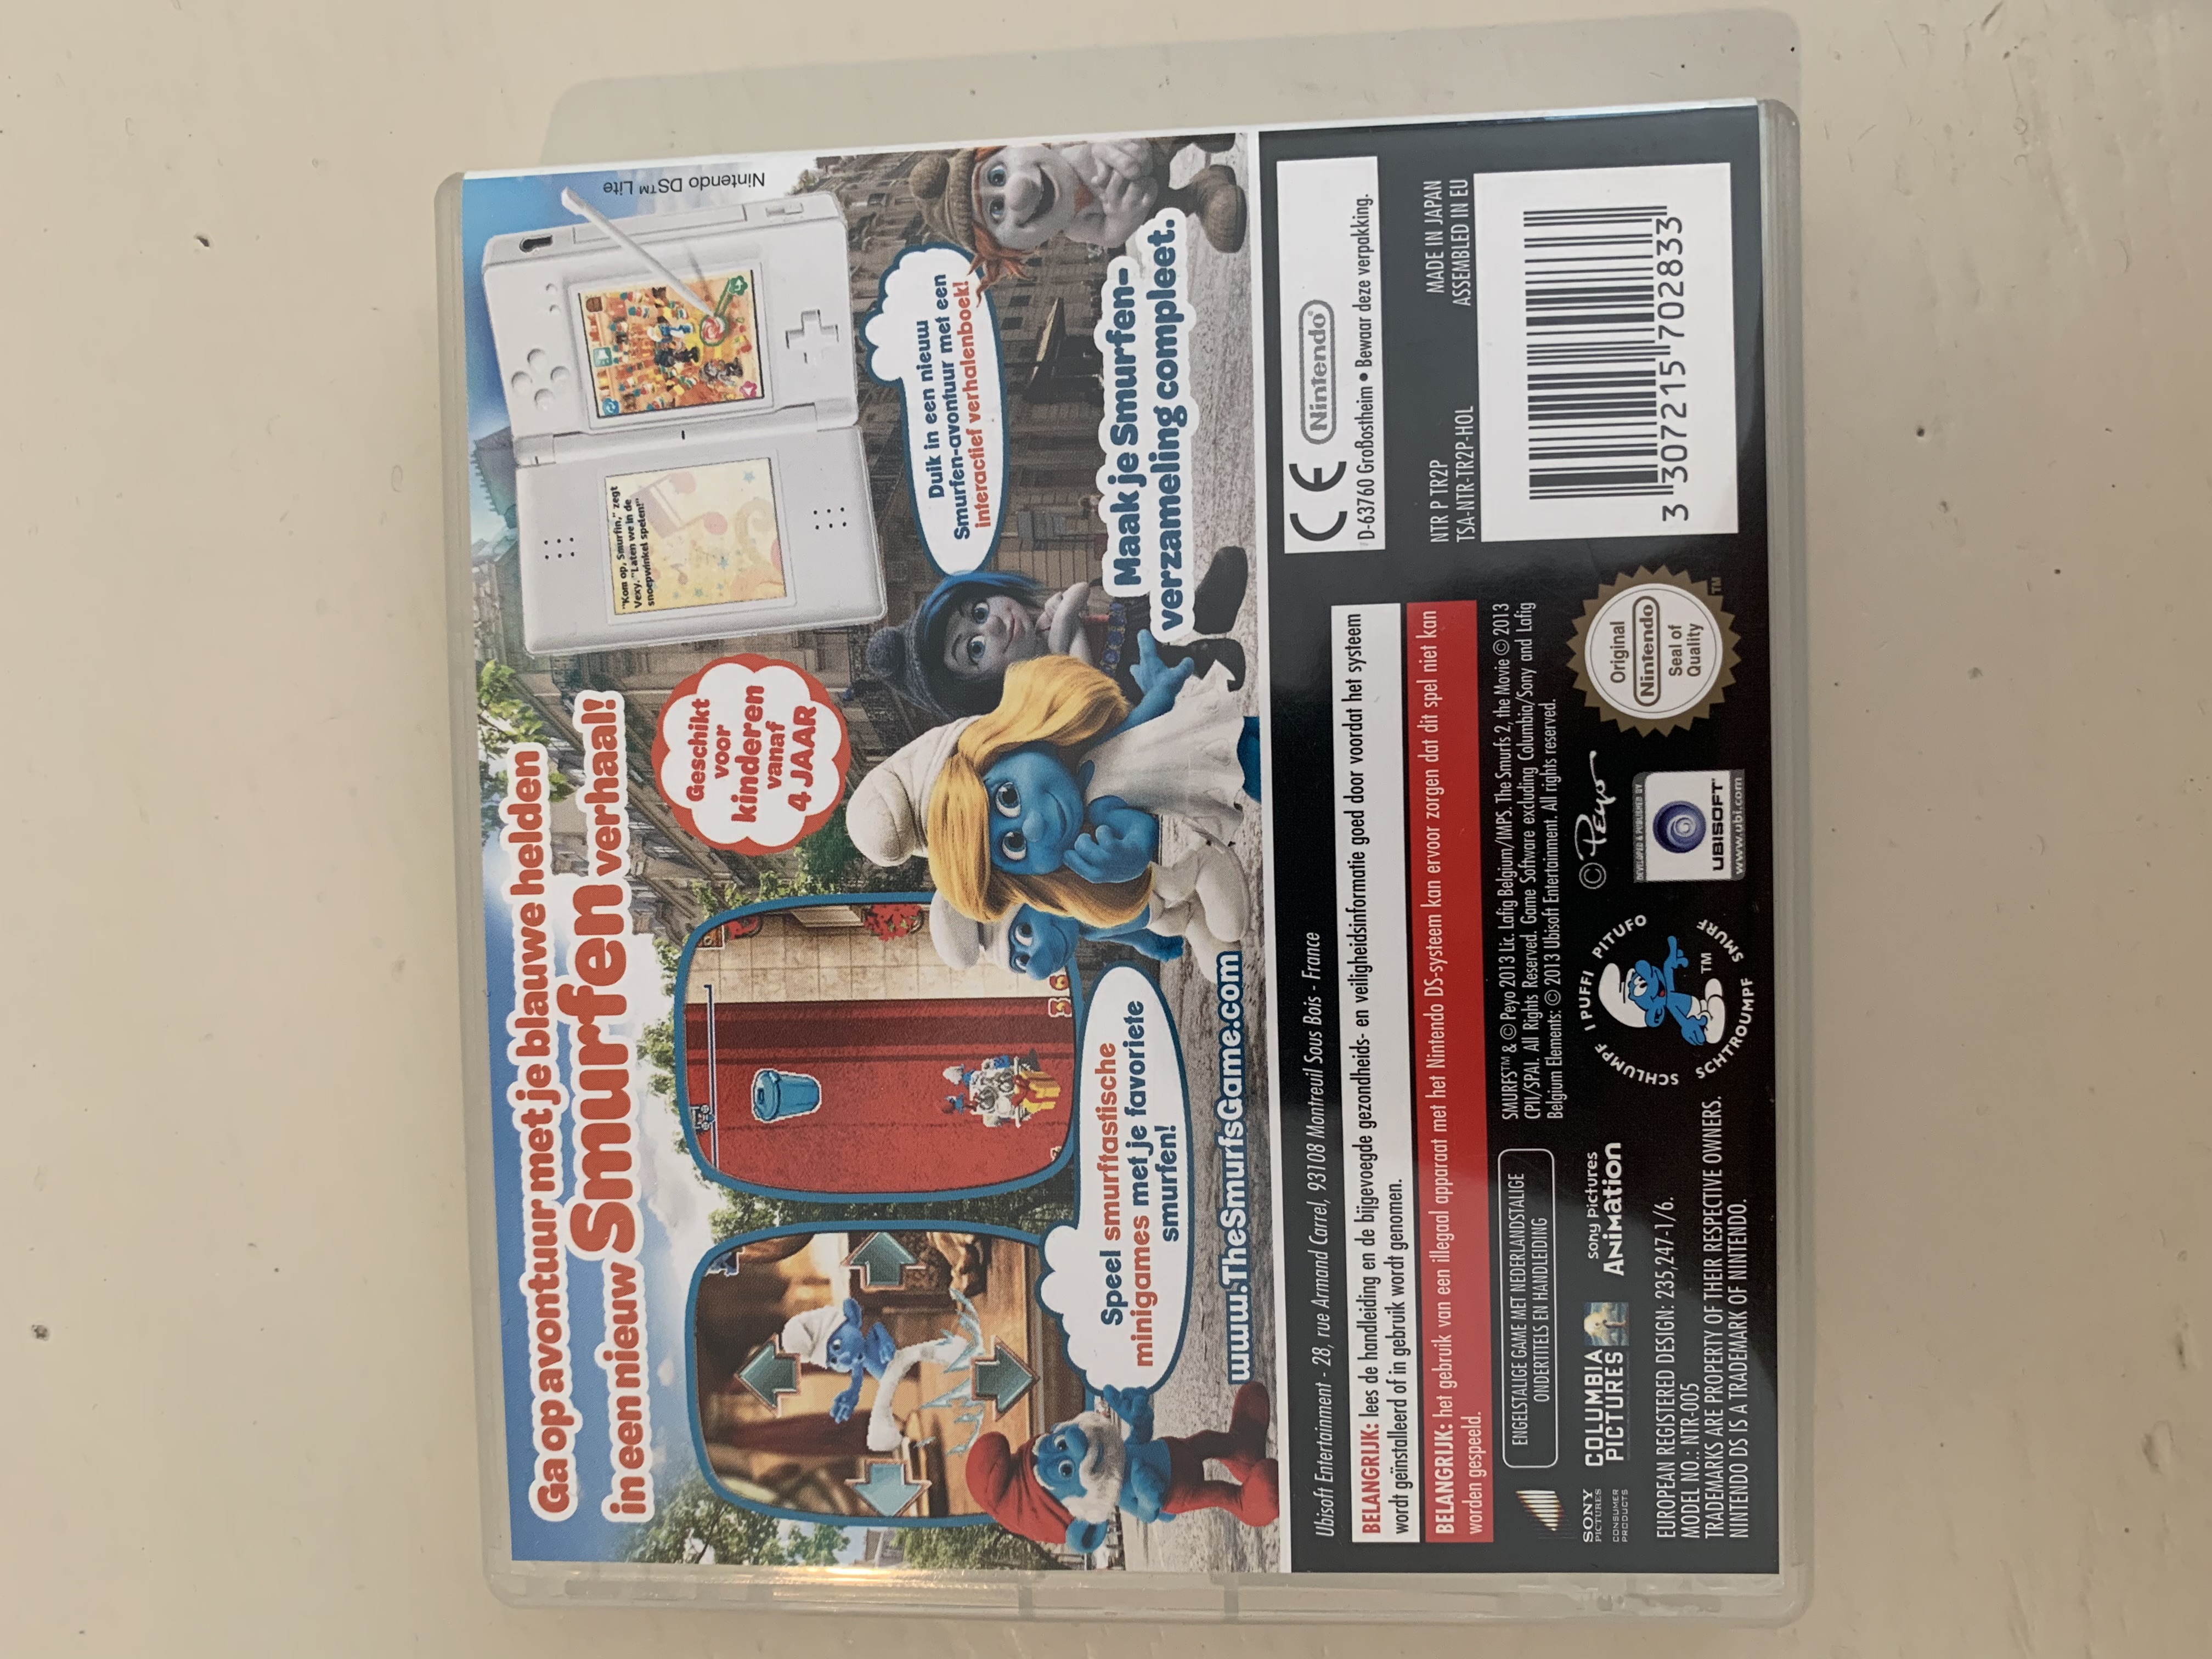 Ga op avontuur met je blauwe helden
in een nieuw Smurfen verhaal!
"Kom op, Smurfin," zegt
Vexy. "Laten we in de
snoepwinkel spelen!"
Nintendo DS™ Lite
Geschikt
voor
kinderen
vanaf
4 JAAR
36
Duik in een nieuw
Smurfen-avontuur met een
interactief verhalenboek!
Speel smurftastische
minigames met je favoriete
smurfen!
Maak je Smurfen-
verzameling compleet.
www.TheSmurfsGame.com
Ubisoft Entertainment - 28, rue Armand Carrel, 93108 Montreuil Sous Bois - France
BELANGRIJK: lees de handleiding en de bijgevoegde gezondheids- en veiligheidsinformatie goed door voordat het systeem
wordt geïnstalleerd of in gebruik wordt genomen.
BELANGRIJK: het gebruik van een illegaal apparaat met het Nintendo DS-systeem kan ervoor zorgen dat dit spel niet kan
worden gespeeld.
CE Nintendo®
D-63760 Großostheim • Bewaar deze verpakking.
NTR P TR2P
TSA-NTR-TR2P-HOL
MADE IN JAPAN
ASSEMBLED IN EU
ENGELSTALIGE GAME MET NEDERLANDSTALIGE
ONDERTITELS EN HANDLEIDING
SMURFS™ & © Peyo 2013 Lic. Lafig Belgium/IMPS. The Smurfs 2, the Movie © 2013
CPII/SPAI. All Rights Reserved. Game Software excluding Columbia/Sony and Lafig
Belgium Elements: © 2013 Ubisoft Entertainment. All rights reserved.
SONY
PICTURES
CONSUMER
PRODUCTS
COLUMBIA
PICTURES
Sony Pictures
Animation
SCHLUMPF I PUFFI PITUFO
SCHTROUMPF SMURF
TM
© Peyo
DEVELOPED & PUBLISHED BY
UBISOFT
www.ubi.com
Original
Nintendo
Seal of
Quality
TM
3 307215 702833
EUROPEAN REGISTERED DESIGN: 235,247-1/6.
MODEL NO.: NTR-005
TRADEMARKS ARE PROPERTY OF THEIR RESPECTIVE OWNERS.
NINTENDO DS IS A TRADEMARK OF NINTENDO.